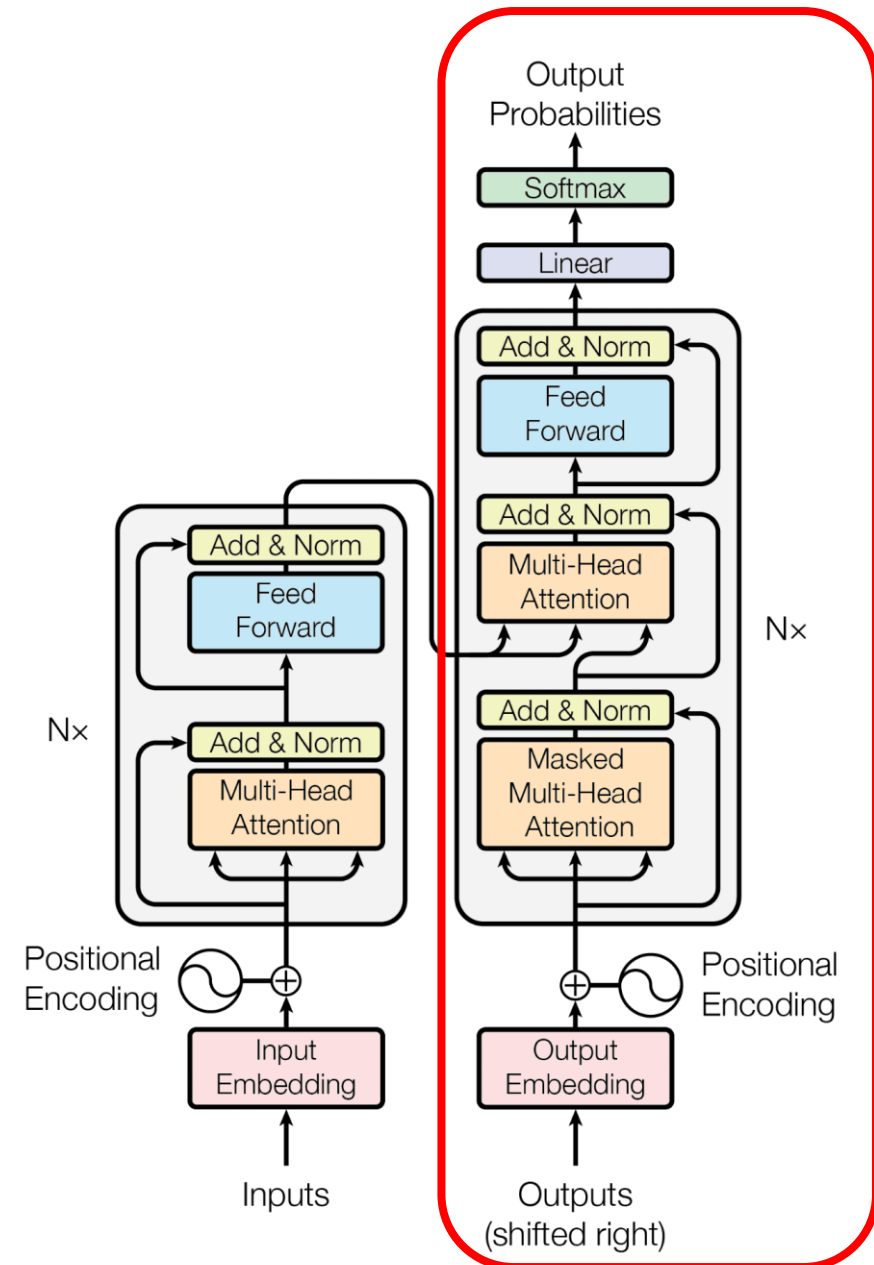 Output
Probabilities
Softmax
Linear
Add & Norm
Feed
Forward
Add & Norm
Multi-Head
Attention
Nx
Add & Norm
Masked
Multi-Head
Attention
Positional
Encoding
Output
Embedding
Outputs
(shifted right)
Add & Norm
Feed
Forward
Nx
Add & Norm
Multi-Head
Attention
Positional
Encoding
Input
Embedding
Inputs